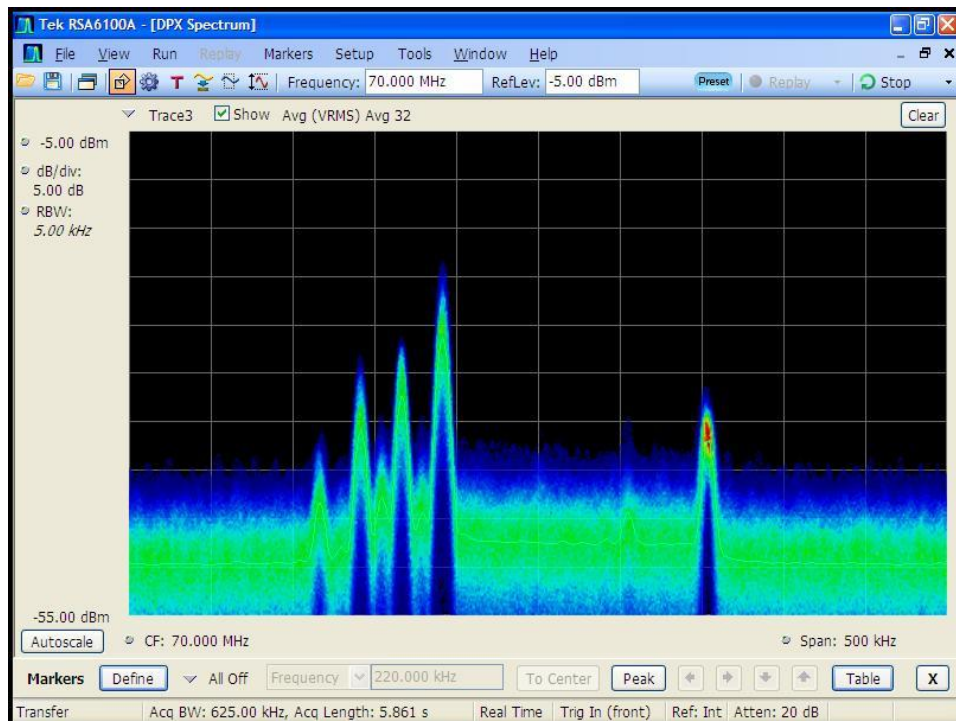 Tek RSA6100A - [DPX Spectrum]
File View Run Replay Markers Setup Tools Window Help
T Frequency: 70.000 MHz RefLev: -5.00 dBm Preset Replay Stop
Trace3 Show Avg (VRMS) Avg 32 Clear
-5.00 dBm
dB/div:
5.00 dB
RBW:
5.00 kHz
-55.00 dBm
Autoscale CF: 70.000 MHz Span: 500 kHz
Markers Define All Off Frequency 220.000 kHz To Center Peak Table X
Transfer Acq BW: 625.00 kHz, Acq Length: 5.861 s Real Time Trig In (front) Ref: Int Atten: 20 dB